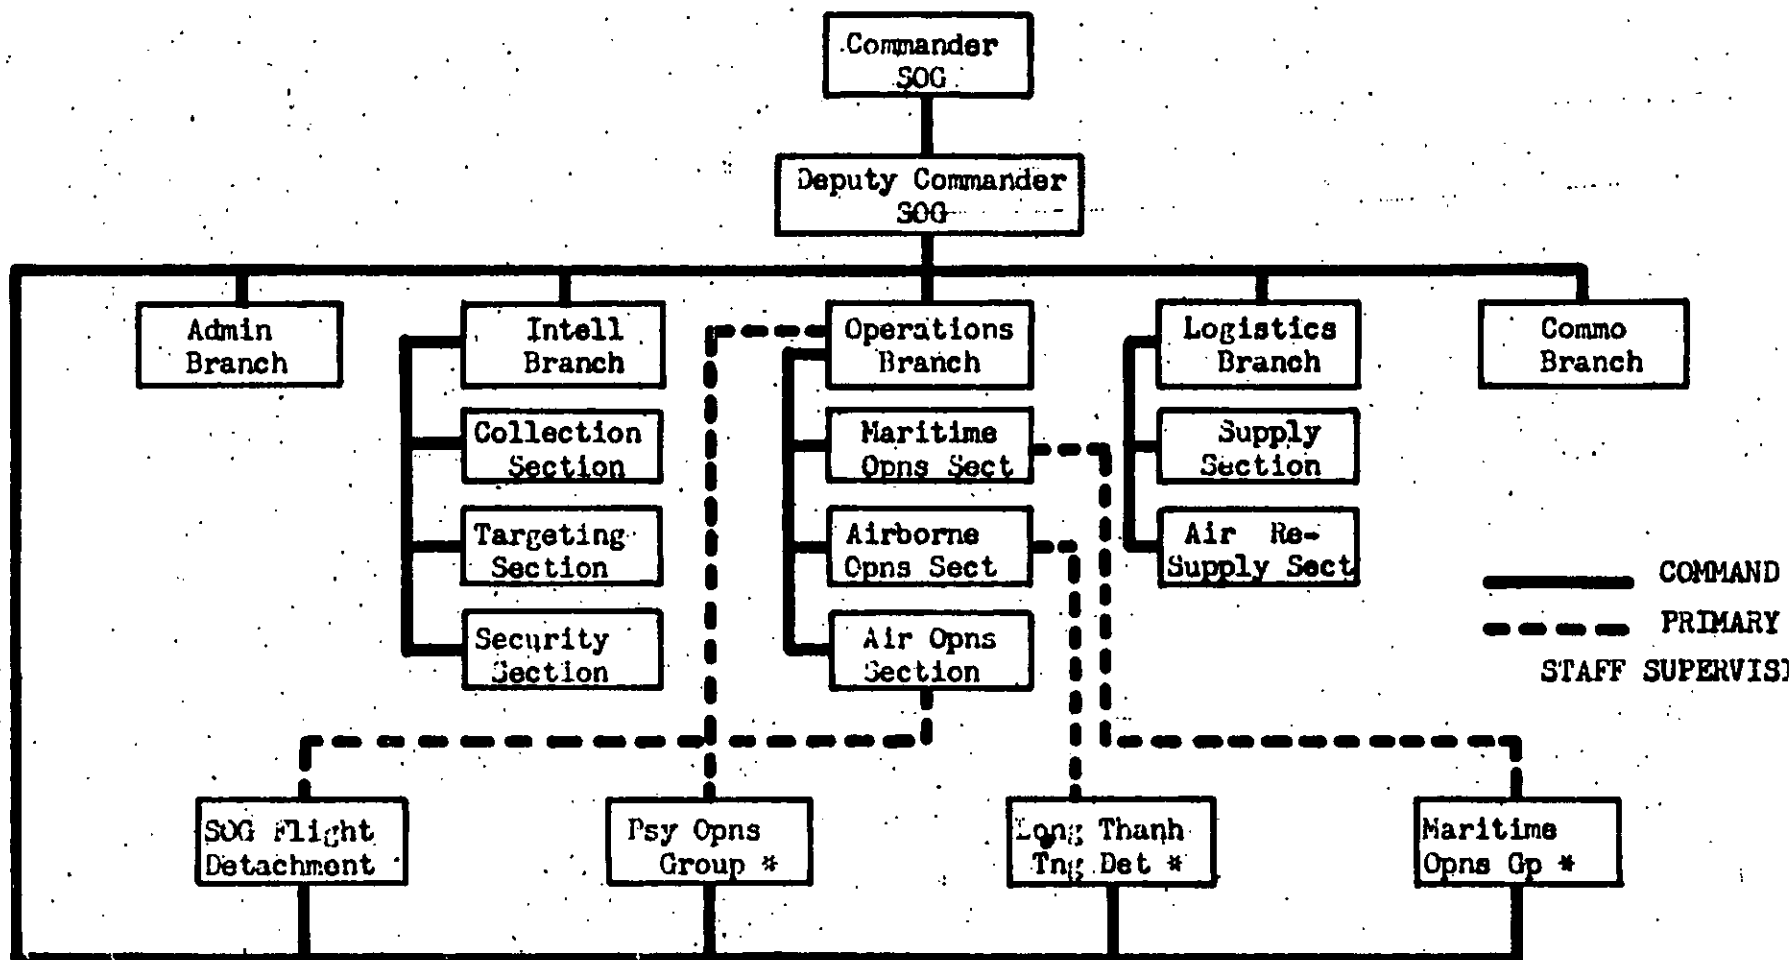 Commander
SOG
Deputy Commander
SOG
Admin
Branch
Intell
Branch
Operations
Branch
Logistics
Branch
Commo
Branch
Collection
Section
Maritime
Opns Sect
Supply
Section
Targeting
Section
Airborne
Opns Sect
Air Re-
Supply Sect
Security
Section
Air Opns
Section
COMMAND
PRIMARY
STAFF SUPERVISI
SOG Flight
Detachment
Psy Opns
Group *
Long Thanh
Tng Det *
Maritime
Opns Gp *